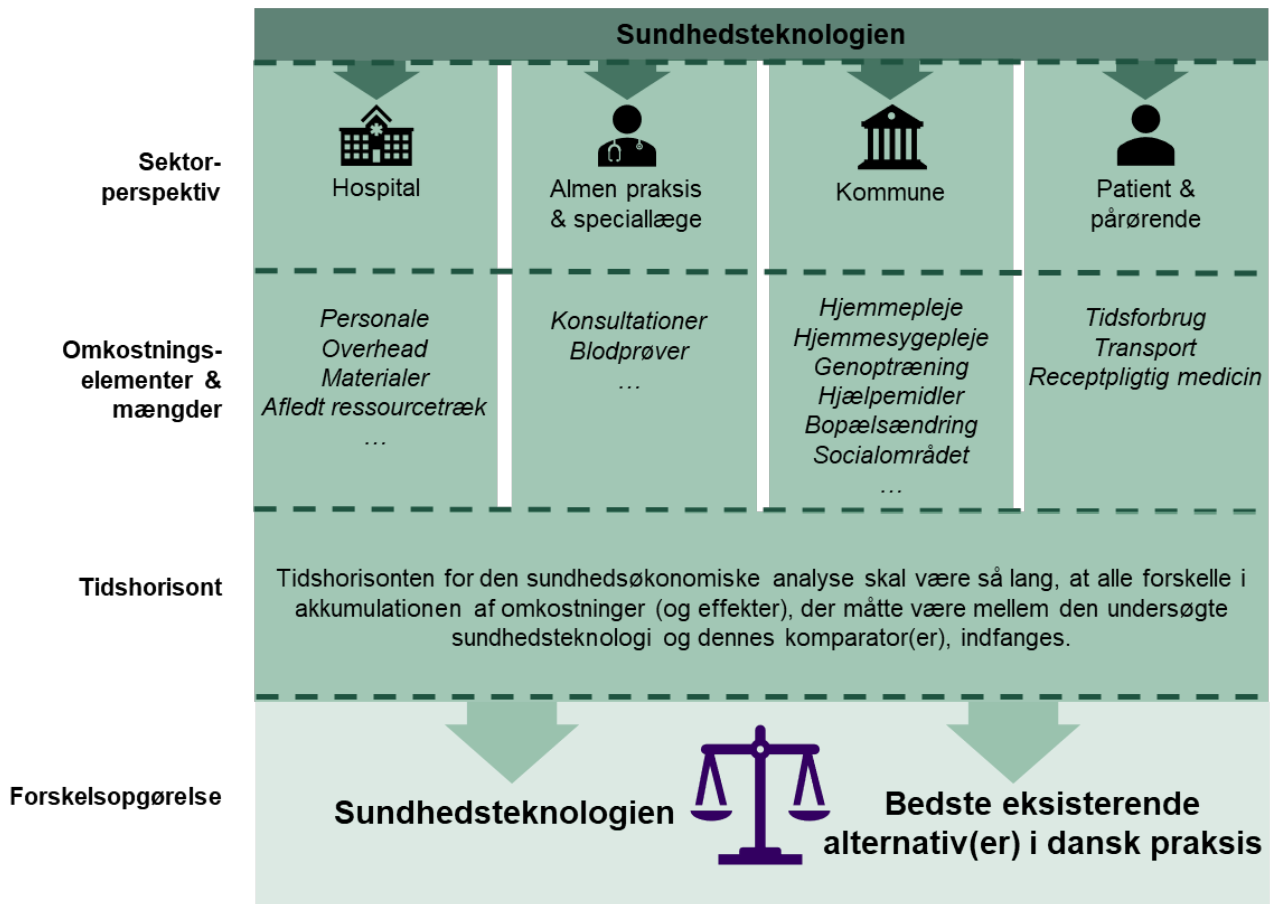 Sundhedsteknologien
Sektor-
perspektiv
Hospital
Almen praksis
& speciallæge
Kommune
Patient &
pårørende
Omkostnings-
elementer &
mængder
Personale
Overhead
Materialer
Afledt ressourcetræk
…
Konsultationer
Blodprøver
…
Hjemmepleje
Hjemmesygepleje
Genoptræning
Hjælpemidler
Bopælsændring
Socialområdet
…
Tidsforbrug
Transport
Receptpligtig medicin
Tidshorisont
Tidshorisonten for den sundhedsøkonomiske analyse skal være så lang, at alle forskelle i
akkumulationen af omkostninger (og effekter), der måtte være mellem den undersøgte
sundhedsteknologi og dennes komparator(er), indfanges.
Forskelsopgørelse
Sundhedsteknologien
Bedste eksisterende
alternativ(er) i dansk praksis